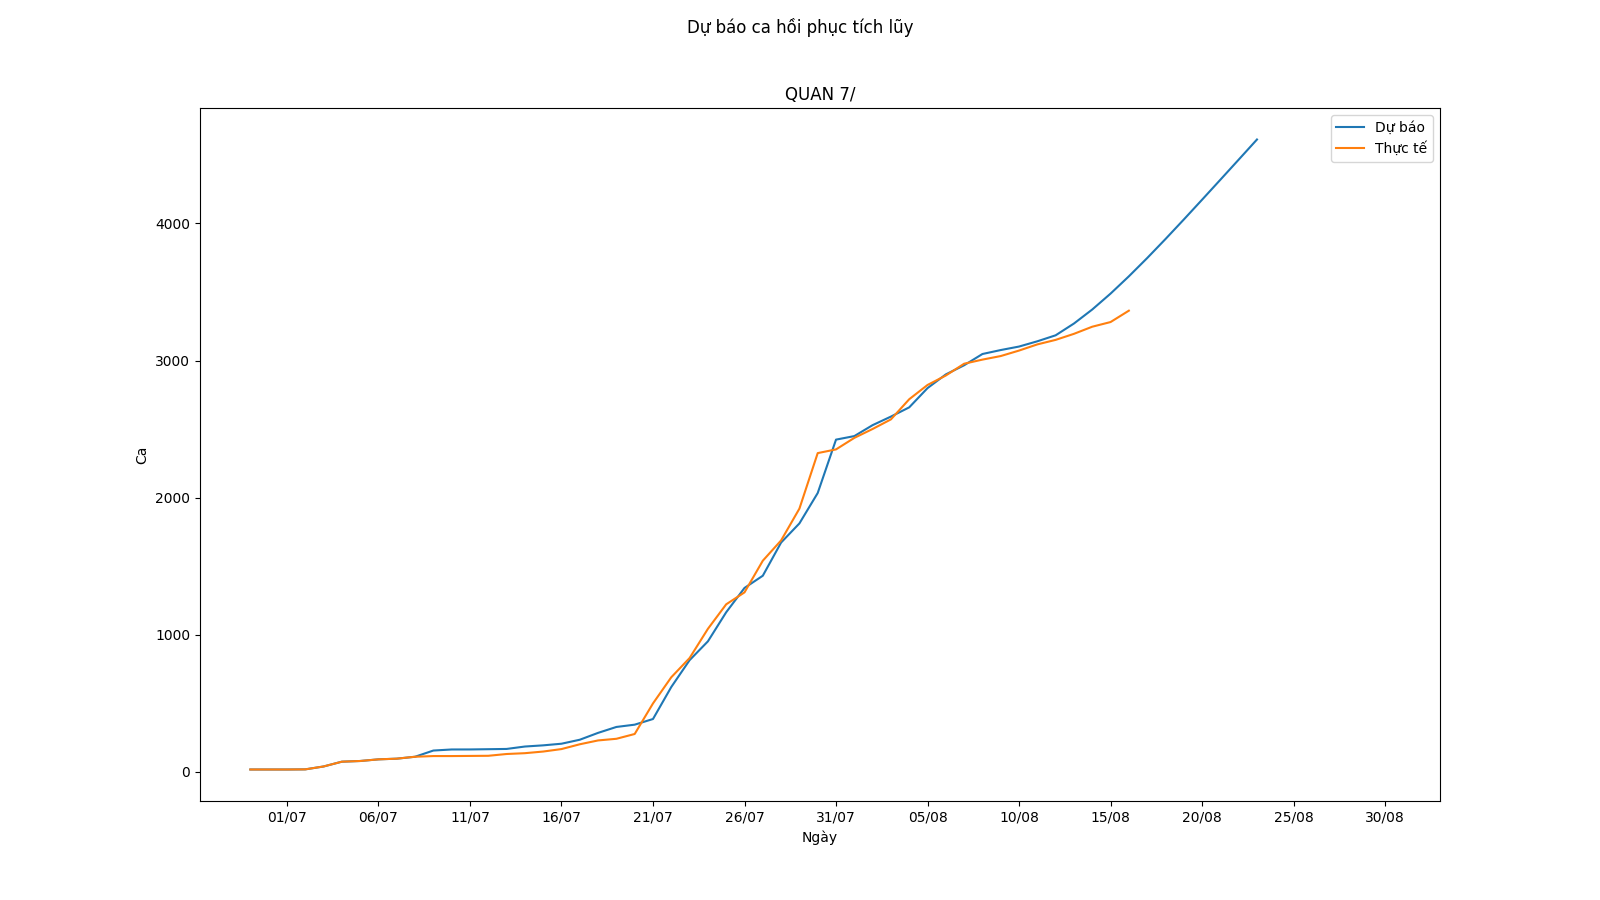 Dự báo ca hồi phục tích lũy
QUAN 7/
Dự báo
Thực tế
4000
3000
2000
1000
0
Ca
01/07 06/07 11/07 16/07 21/07 26/07 31/07 05/08 10/08 15/08 20/08 25/08 30/08
Ngày